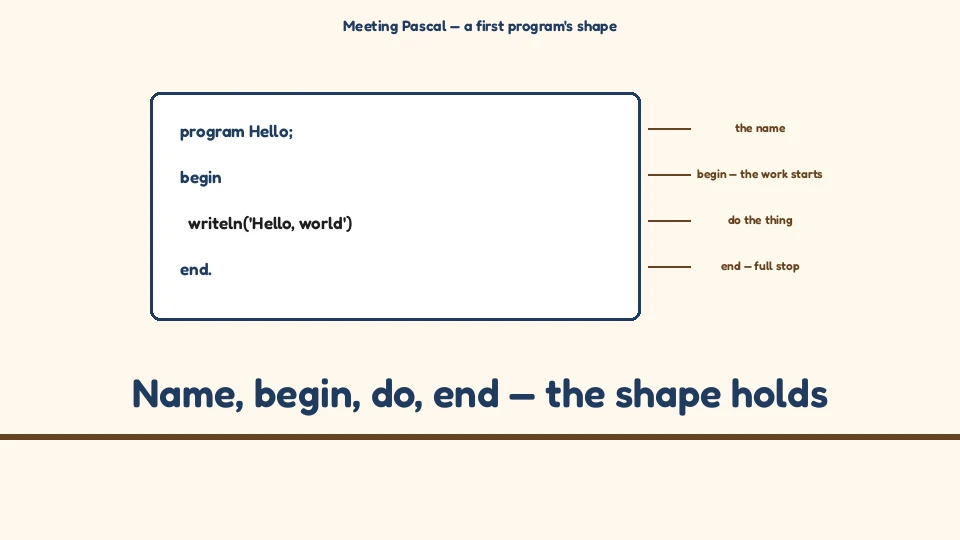 Meeting Pascal — a first program's shape
program Hello;
the name
begin
begin — the work starts
writeln('Hello, world')
do the thing
end.
end — full stop
Name, begin, do, end — the shape holds